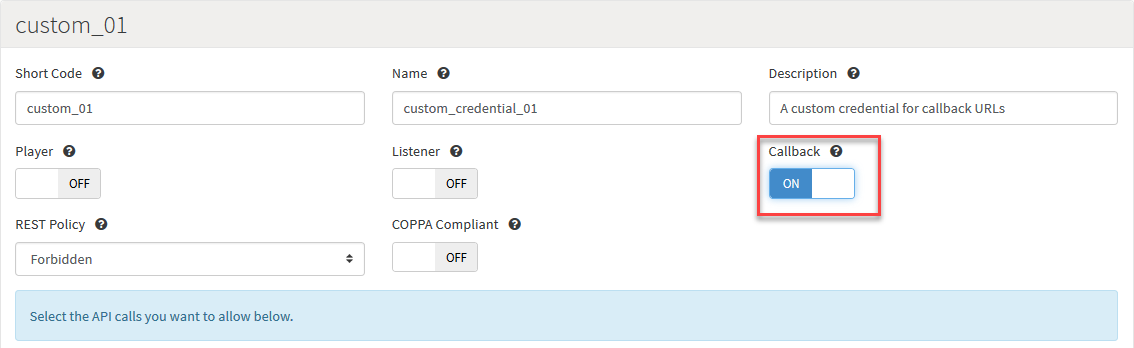 custom_01
Short Code ? Name ? Description ?
custom_01 custom_credential_01 A custom credential for callback URLs
Player ? Listener ? Callback ?
OFF OFF ON
REST Policy ? COPPA Compliant ?
Forbidden OFF
Select the API calls you want to allow below.